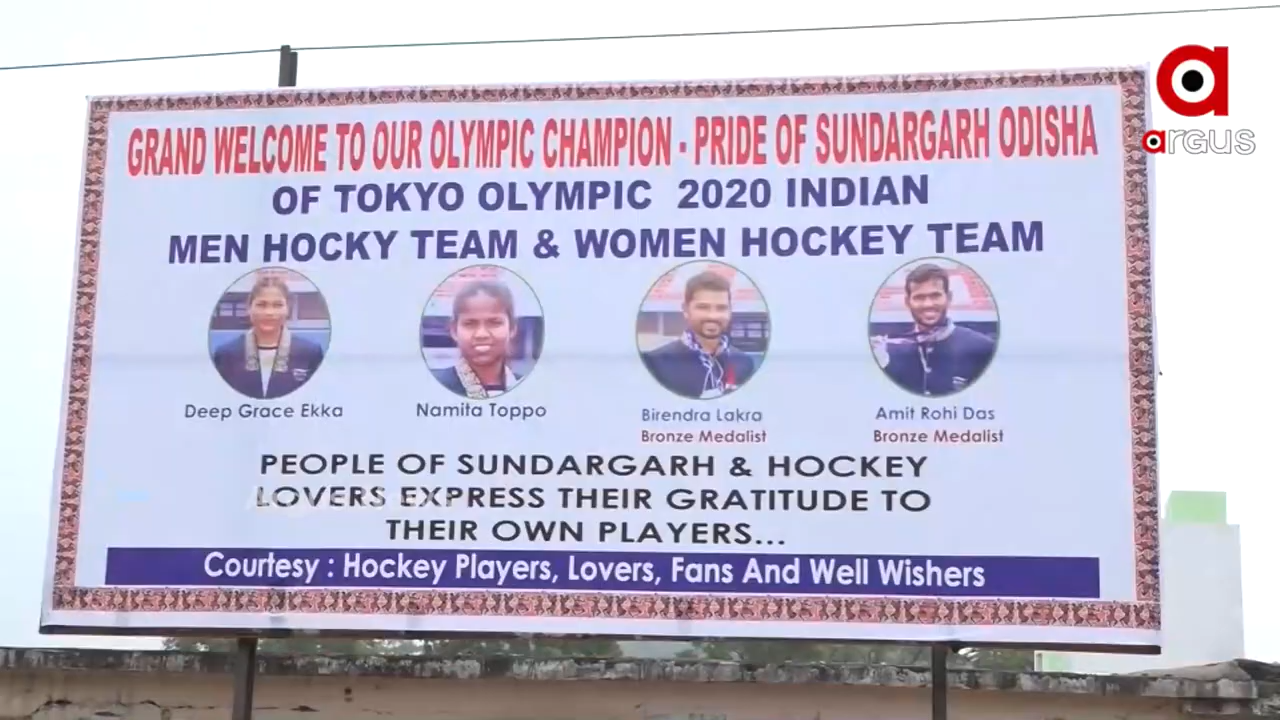 argus
GRAND WELCOME TO OUR OLYMPIC CHAMPION - PRIDE OF SUNDARGARH ODISHA
OF TOKYO OLYMPIC 2020 INDIAN
MEN HOCKY TEAM & WOMEN HOCKEY TEAM
Deep Grace Ekka
Namita Toppo
Birendra Lakra
Bronze Medalist
Amit Rohi Das
Bronze Medalist
PEOPLE OF SUNDARGARH & HOCKEY
LOVERS EXPRESS THEIR GRATITUDE TO
THEIR OWN PLAYERS...
Courtesy : Hockey Players, Lovers, Fans And Well Wishers